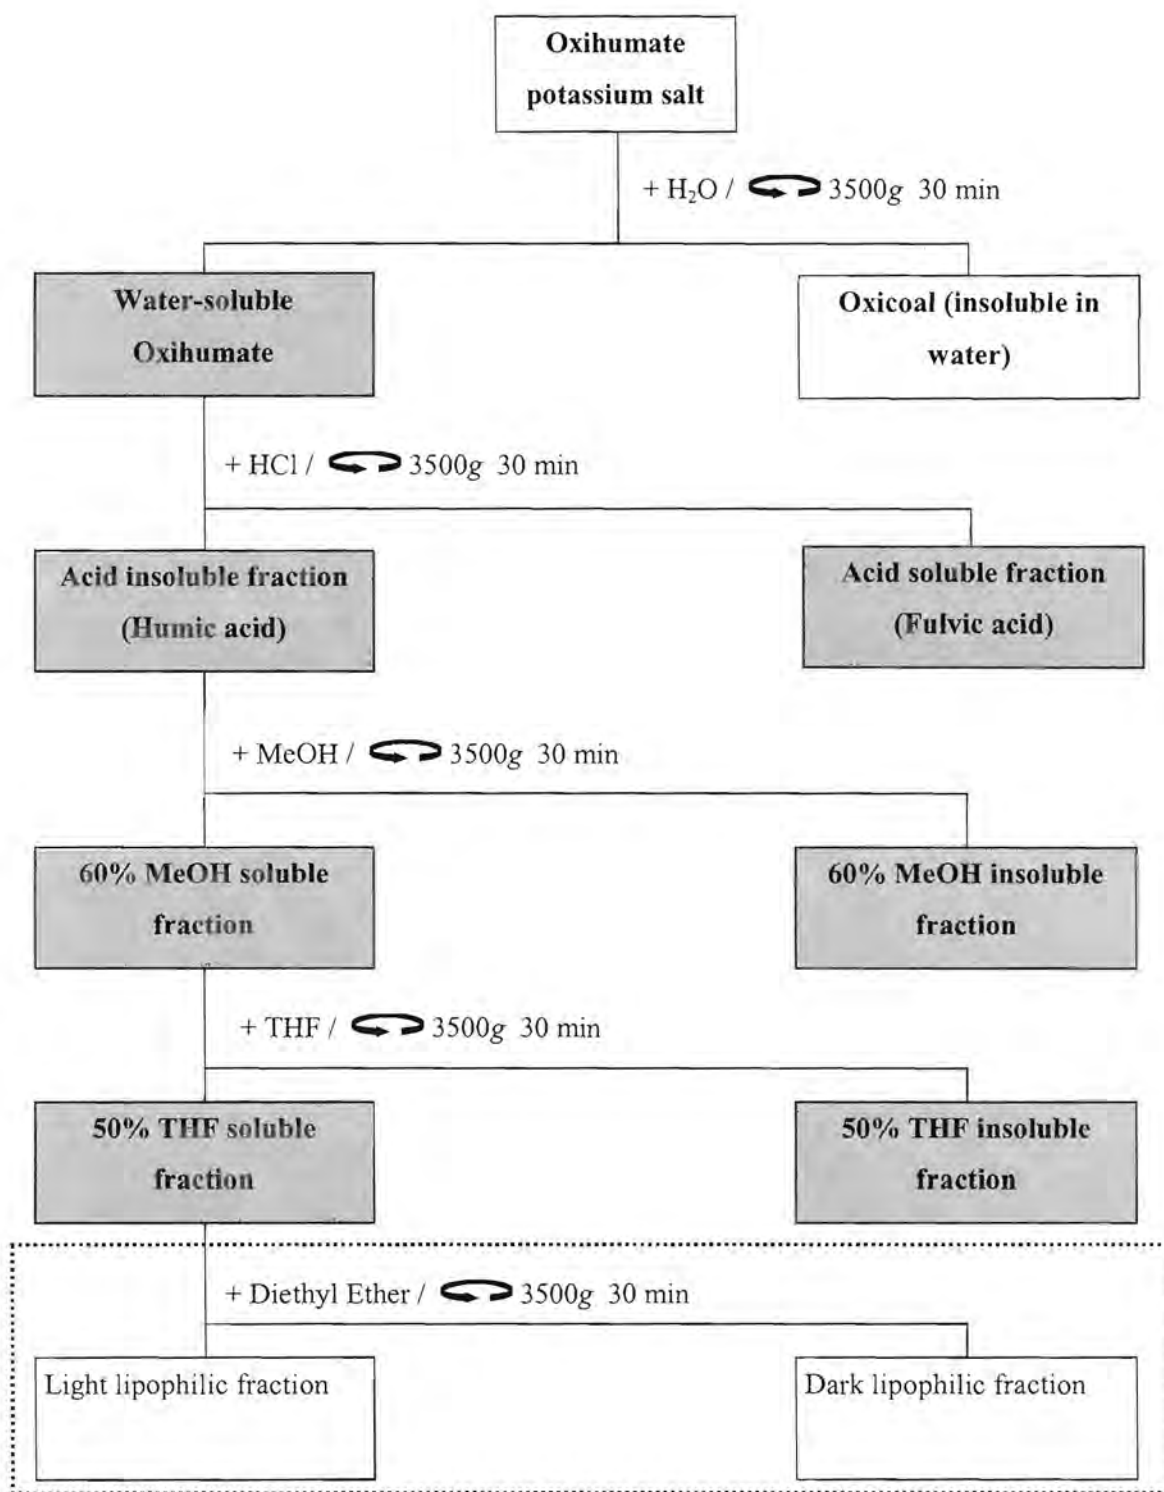 Oxihumate
potassium salt
+ H₂O / 3500g 30 min
Water-soluble
Oxihumate
Oxicoal (insoluble in
water)
+ HCl / 3500g 30 min
Acid insoluble fraction
(Humic acid)
Acid soluble fraction
(Fulvic acid)
+ MeOH / 3500g 30 min
60% MeOH soluble
fraction
60% MeOH insoluble
fraction
+ THF / 3500g 30 min
50% THF soluble
fraction
50% THF insoluble
fraction
+ Diethyl Ether / 3500g 30 min
Light lipophilic fraction
Dark lipophilic fraction